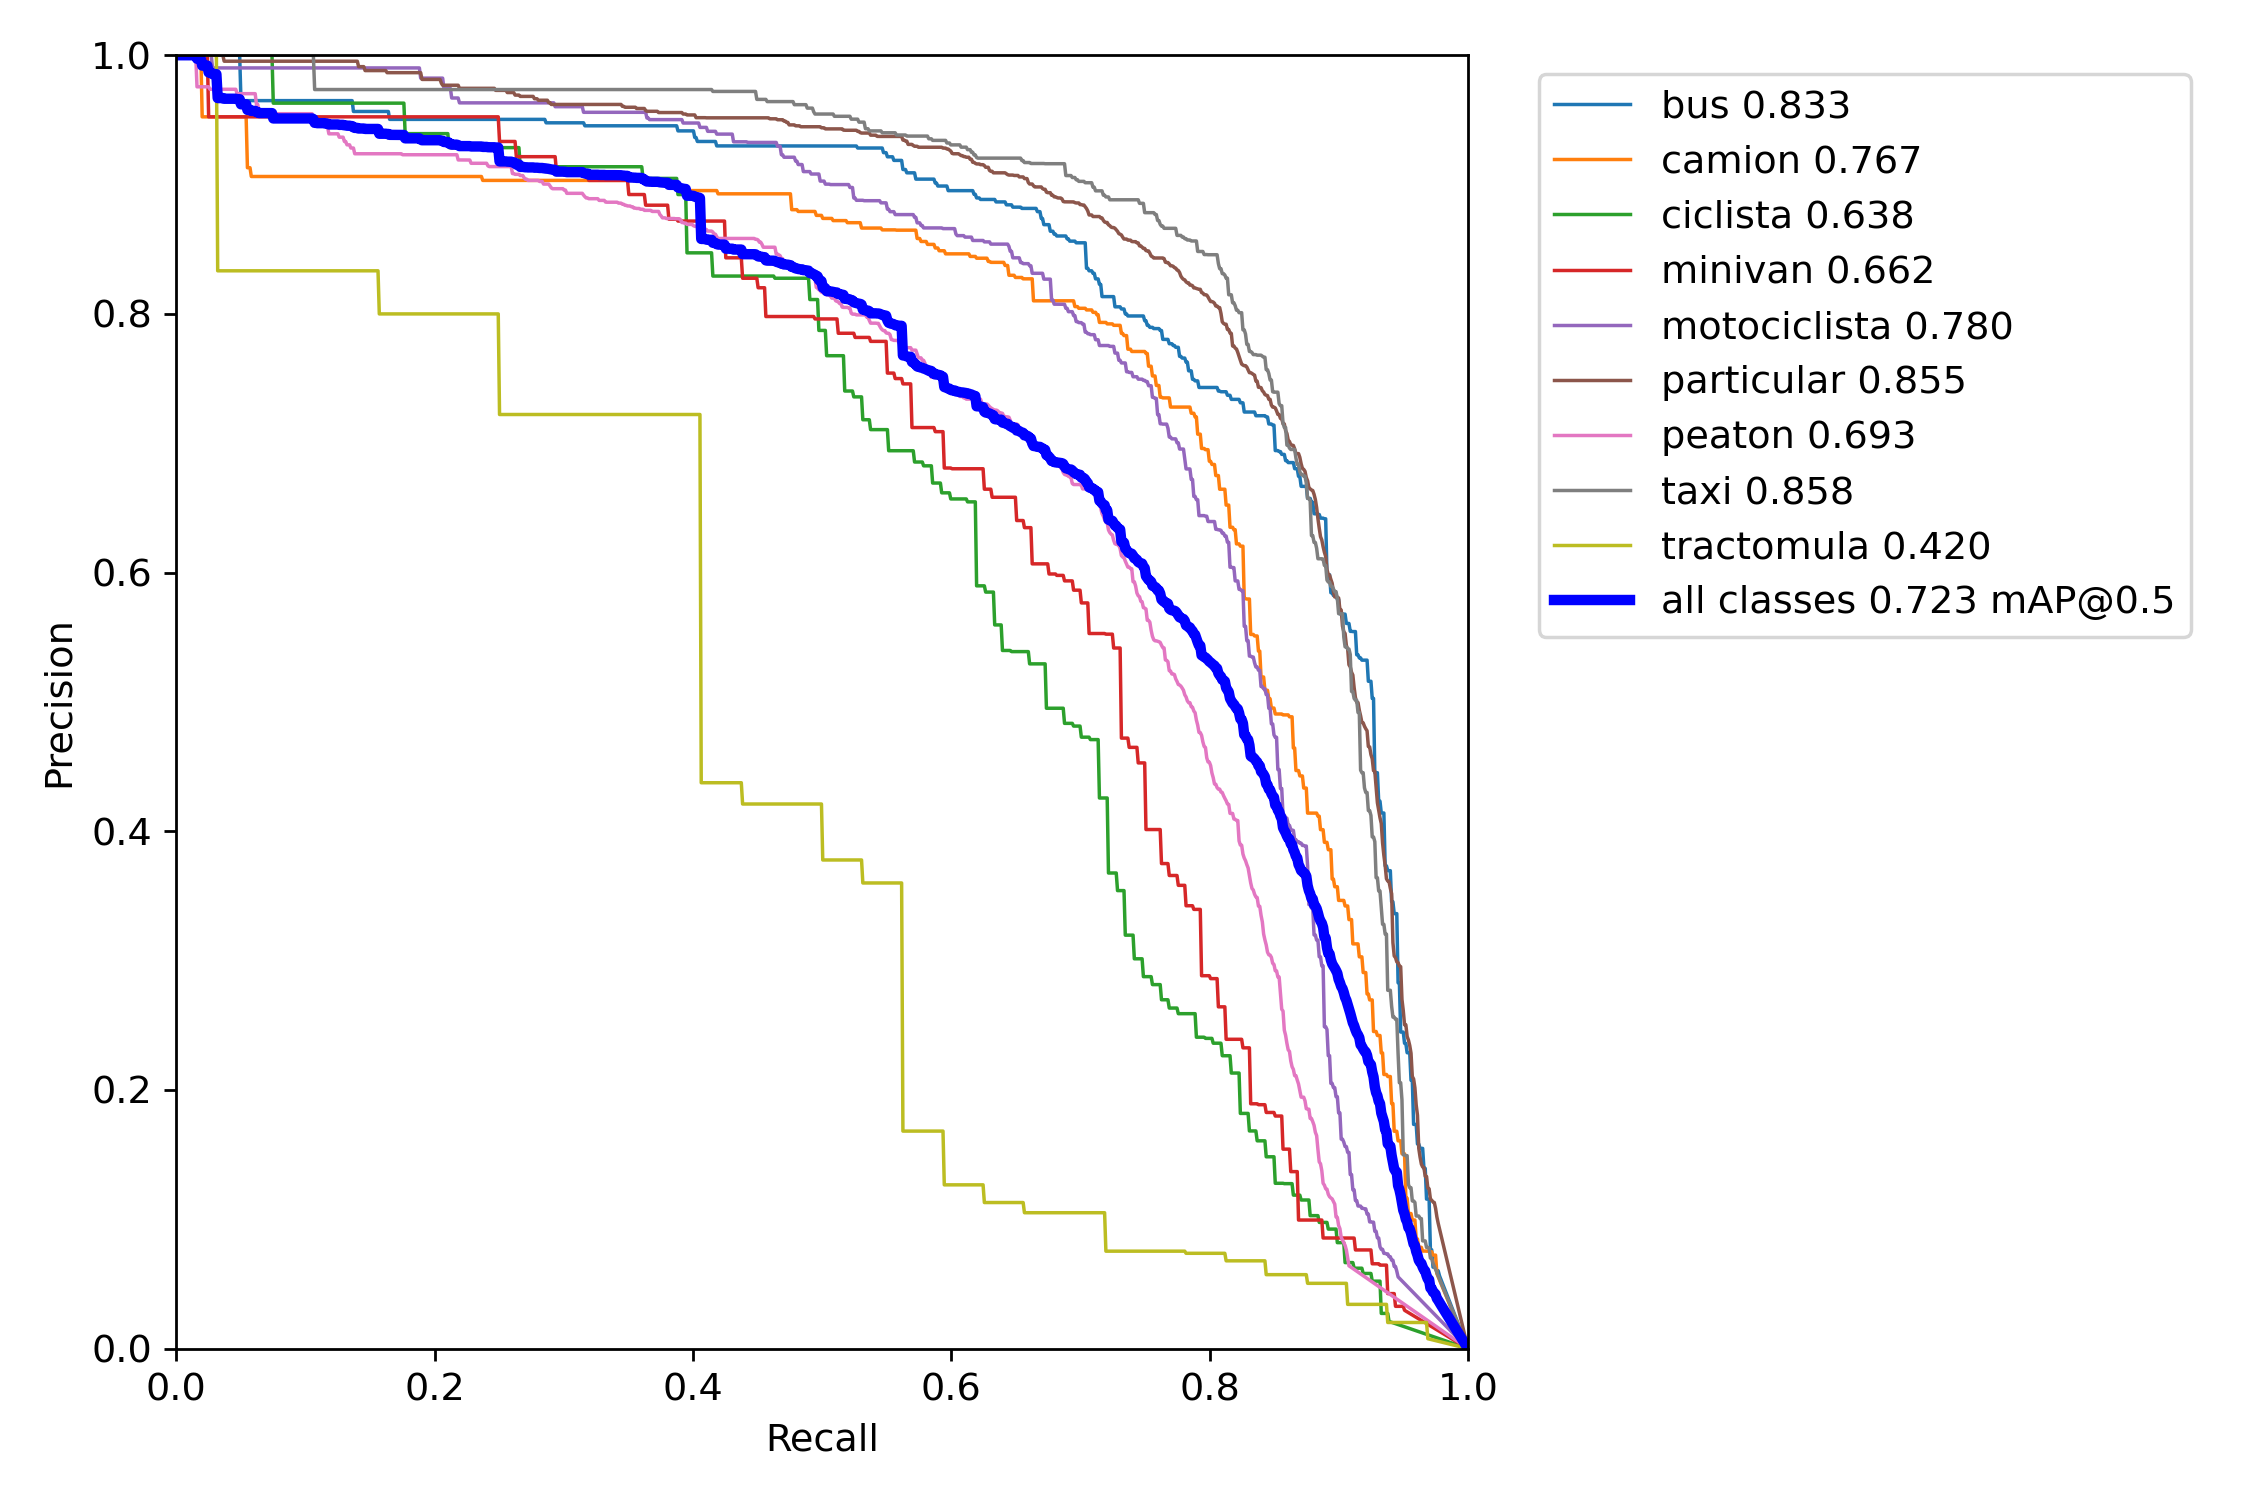 1.0
0.8
0.6
0.4
0.2
0.0
Precision
0.0 0.2 0.4 0.6 0.8 1.0
Recall
bus 0.833
camion 0.767
ciclista 0.638
minivan 0.662
motociclista 0.780
particular 0.855
peaton 0.693
taxi 0.858
tractomula 0.420
all classes 0.723 mAP@0.5